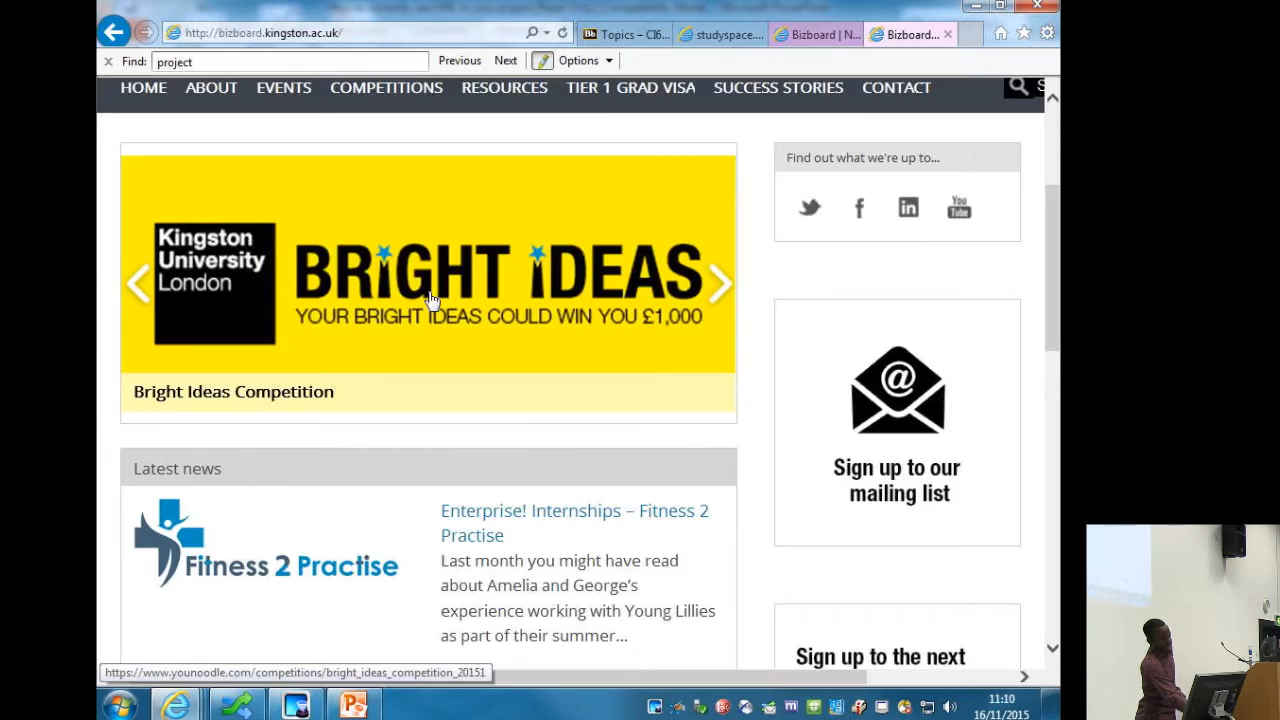 http://bizboard.kingston.ac.uk/
Bb Topics – CI6...
studyspace....
Bizboard | N...
Bizboard...
Find: project
Previous Next Options
HOME ABOUT EVENTS COMPETITIONS RESOURCES TIER 1 GRAD VISA SUCCESS STORIES CONTACT
Kingston
University
London
BRIGHT IDEAS
YOUR BRIGHT IDEAS COULD WIN YOU £1,000
Bright Ideas Competition
Find out what we're up to...
You
Tube
Sign up to our
mailing list
Latest news
Fitness 2 Practise
Enterprise! Internships – Fitness 2
Practise
Last month you might have read
about Amelia and George's
experience working with Young Lillies
as part of their summer...
Sign up to the next
https://www.younoodle.com/competitions/bright_ideas_competition_20151
11:10
16/11/2015